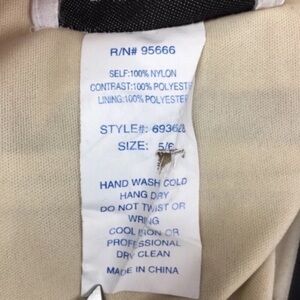 R/N# 95666
SELF:100% NYLON
CONTRAST:100% POLYESTER
LINING:100% POLYESTER
STYLE#: 69362
SIZE: 5/6
HAND WASH COLD
HANG DRY
DO NOT TWIST OR
WRING
COOL IRON OR
PROFESSIONAL
DRY CLEAN
MADE IN CHINA